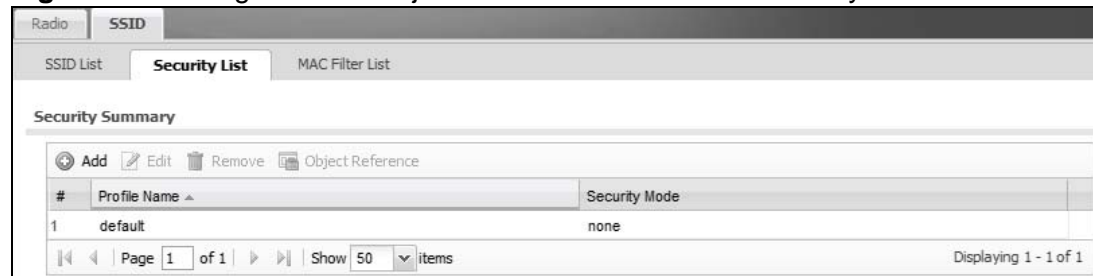 Radio SSID
SSID List Security List MAC Filter List
Security Summary
Add Edit Remove Object Reference
# Profile Name Security Mode
1 default none
Page 1 of 1 Show 50 items Displaying 1 - 1 of 1